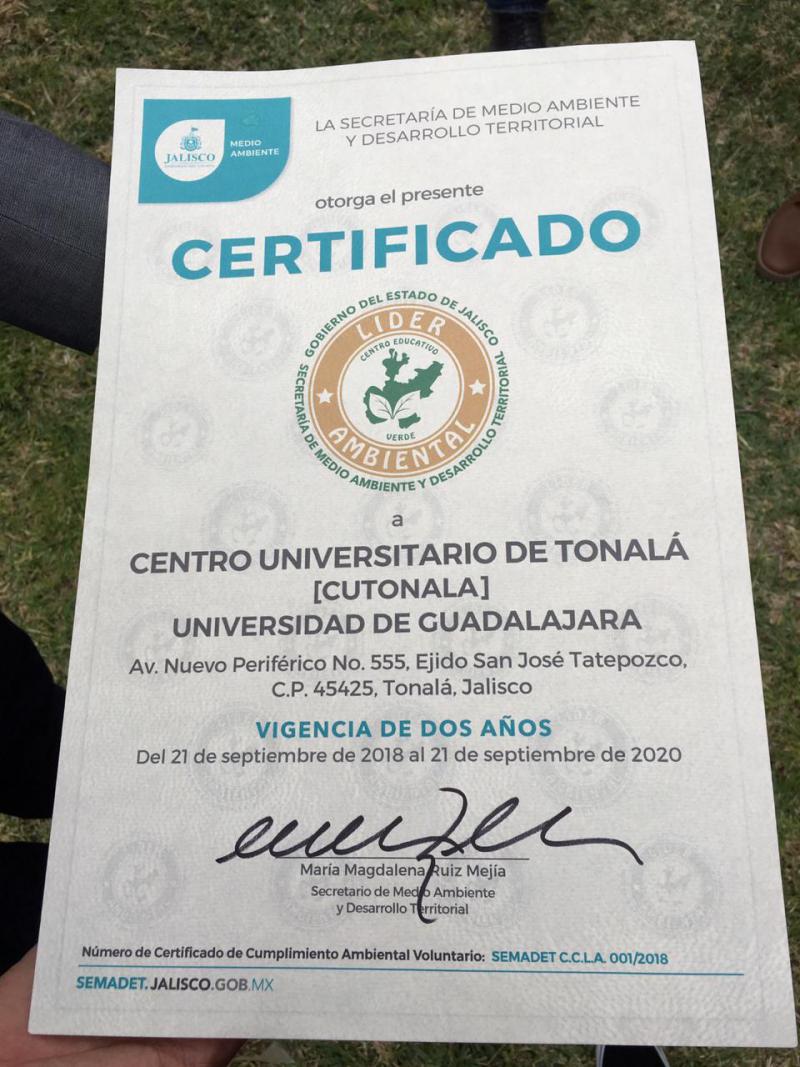 JALISCO
MEDIO
AMBIENTE
LA SECRETARÍA DE MEDIO AMBIENTE
Y DESARROLLO TERRITORIAL
otorga el presente
CERTIFICADO
GOBIERNO DEL ESTADO DE JALISCO
LIDER
CENTRO EDUCATIVO
VERDE
AMBIENTAL
SECRETARÍA DE MEDIO AMBIENTE Y DESARROLLO TERRITORIAL
a
CENTRO UNIVERSITARIO DE TONALÁ
[CUTONALA]
UNIVERSIDAD DE GUADALAJARA
Av. Nuevo Periférico No. 555, Ejido San José Tatepozco,
C.P. 45425, Tonalá, Jalisco
VIGENCIA DE DOS AÑOS
Del 21 de septiembre de 2018 al 21 de septiembre de 2020
María Magdalena Ruiz Mejía
Secretario de Medio Ambiente
y Desarrollo Territorial
Número de Certificado de Cumplimiento Ambiental Voluntario: SEMADET C.C.L.A. 001/2018
SEMADET.JALISCO.GOB.MX